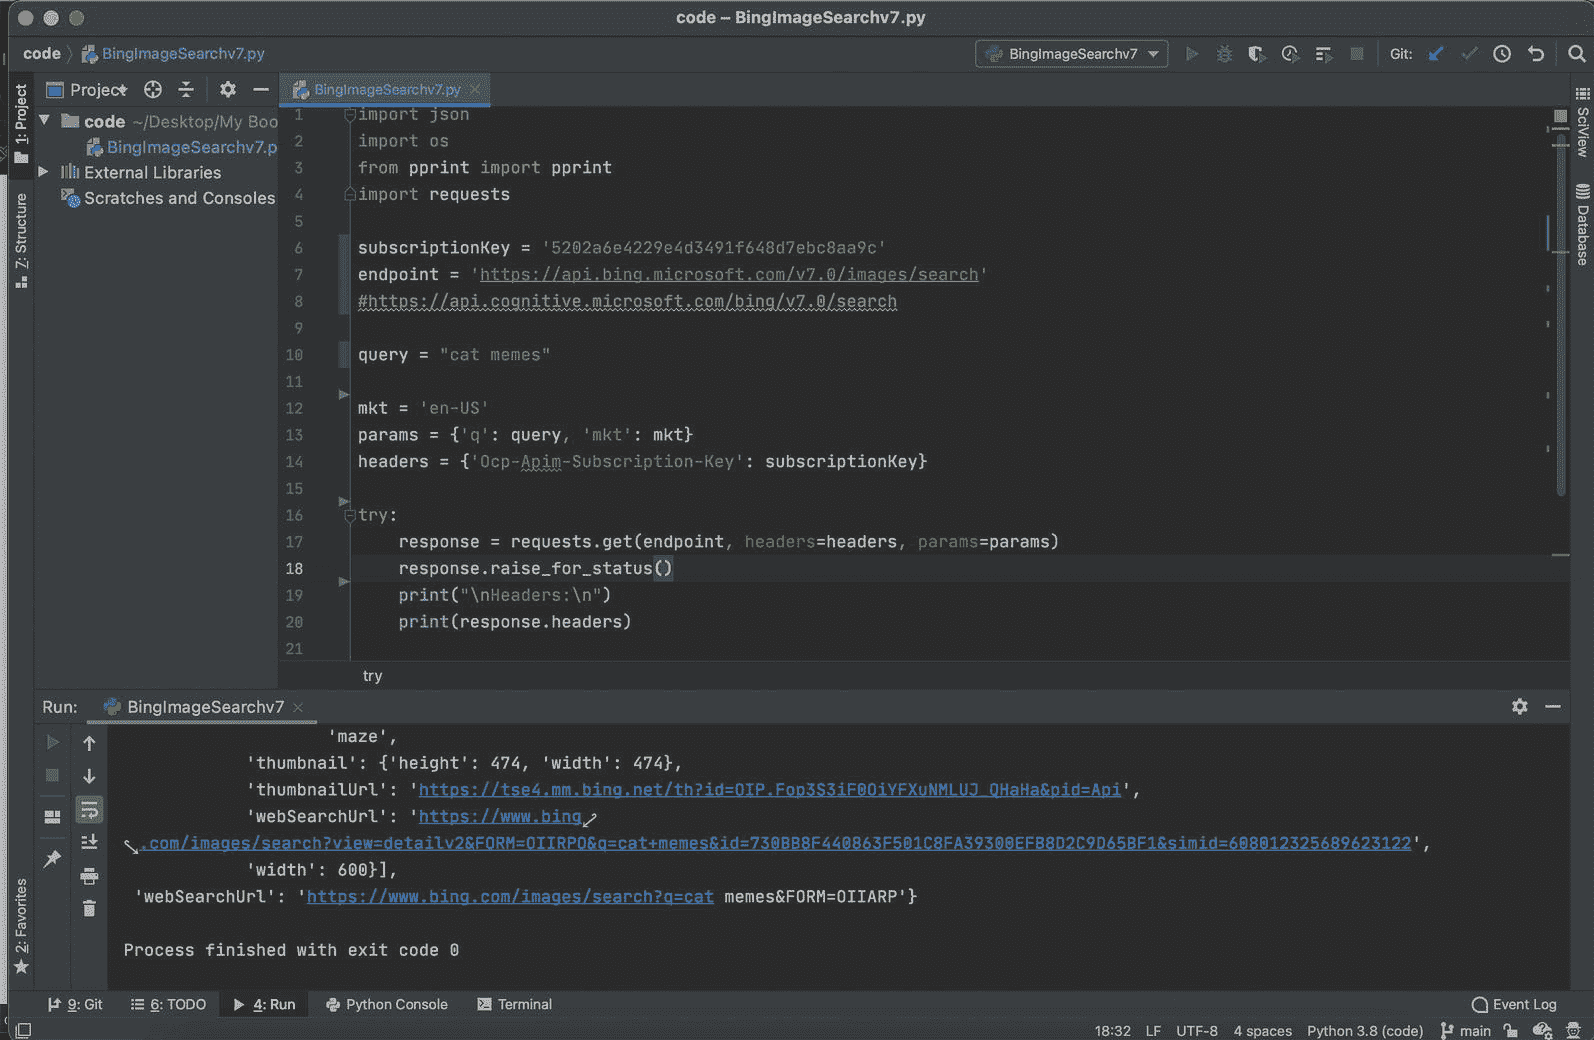 code – BingImageSearchv7.py
code
BingImageSearchv7.py
BingImageSearchv7
Git:
1: Project
Project
BingImageSearchv7.py
code ~/Desktop/My Boo
BingImageSearchv7.p
External Libraries
Scratches and Consoles
7: Structure
2: Favorites
SciView
Database
1 import json
2 import os
3 from pprint import pprint
4 import requests
5
6 subscriptionKey = '5202a6e4229e4d3491f648d7ebc8aa9c'
7 endpoint = 'https://api.bing.microsoft.com/v7.0/images/search'
8 #https://api.cognitive.microsoft.com/bing/v7.0/search
9
10 query = "cat memes"
11
12 mkt = 'en-US'
13 params = {'q': query, 'mkt': mkt}
14 headers = {'Ocp-Apim-Subscription-Key': subscriptionKey}
15
16 try:
17 response = requests.get(endpoint, headers=headers, params=params)
18 response.raise_for_status()
19 print("\nHeaders:\n")
20 print(response.headers)
21
try
Run: BingImageSearchv7
'maze',
'thumbnail': {'height': 474, 'width': 474},
'thumbnailUrl': 'https://tse4.mm.bing.net/th?id=OIP.Fop3S3iF0OiYFXuNMLUJ_QHaHa&pid=Api',
'webSearchUrl': 'https://www.bing
.com/images/search?view=detailv2&FORM=OIIRPO&q=cat+memes&id=730BB8F440863F501C8FA39300EFB8D2C9D65BF1&simid=608012325689623122',
'width': 600}],
'webSearchUrl': 'https://www.bing.com/images/search?q=cat memes&FORM=OIIARP'}
Process finished with exit code 0
9: Git
6: TODO
4: Run
Python Console
Terminal
Event Log
18:32 LF UTF-8 4 spaces Python 3.8 (code) main